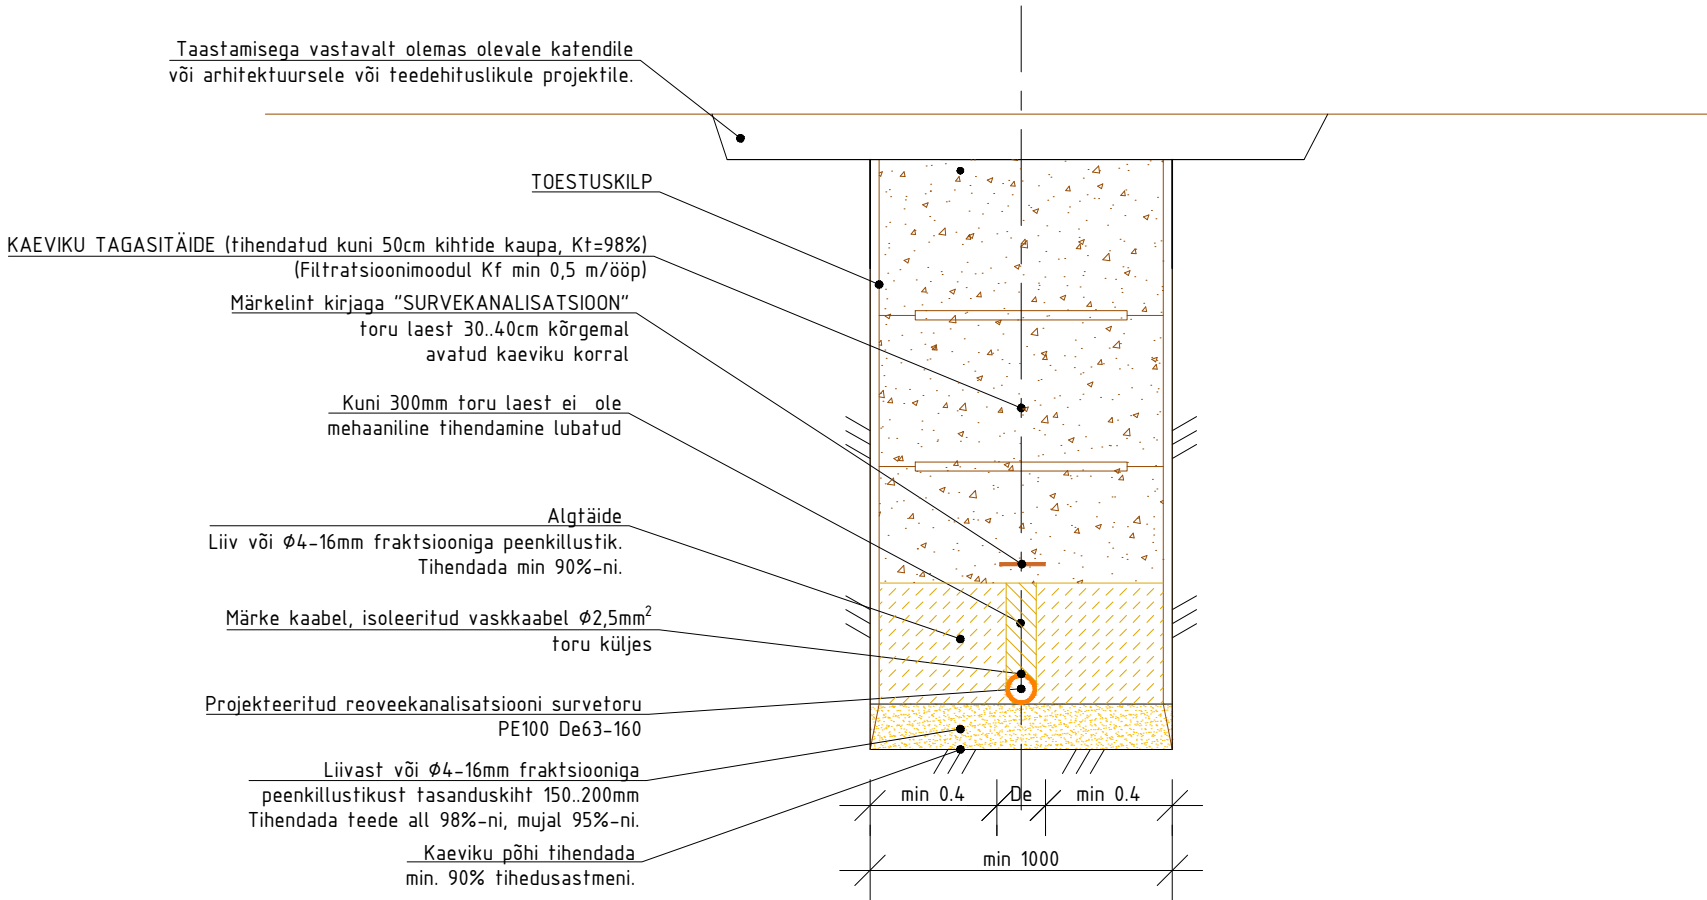 Taastamisega vastavalt olemas olevale katendile
või arhitektuursele või teedehituslikule projektile.
TOESTUSKILP
KAEVIKU TAGASITÄIDE (tihendatud kuni 50cm kihtide kaupa, Kt=98%)
(Filtratsioonimoodul Kf min 0,5 m/ööp)
Märkelint kirjaga "SURVEKANALISATSIOON"
toru laest 30..40cm kõrgemal
avatud kaeviku korral
Kuni 300mm toru laest ei ole
mehaaniline tihendamine lubatud
Algtäide
Liiv või Ø4-16mm fraktsiooniga peenkillustik.
Tihendada min 90%-ni.
Märke kaabel, isoleeritud vaskkaabel Ø2,5mm²
toru küljes
Projekteeritud reoveekanalisatsiooni survetoru
PE100 De63-160
Liivast või Ø4-16mm fraktsiooniga
peenkillustikust tasanduskiht 150..200mm
Tihendada teede all 98%-ni, mujal 95%-ni.
Kaeviku põhi tihendada
min. 90% tihedusastmeni.
min 0.4 De min 0.4
min 1000